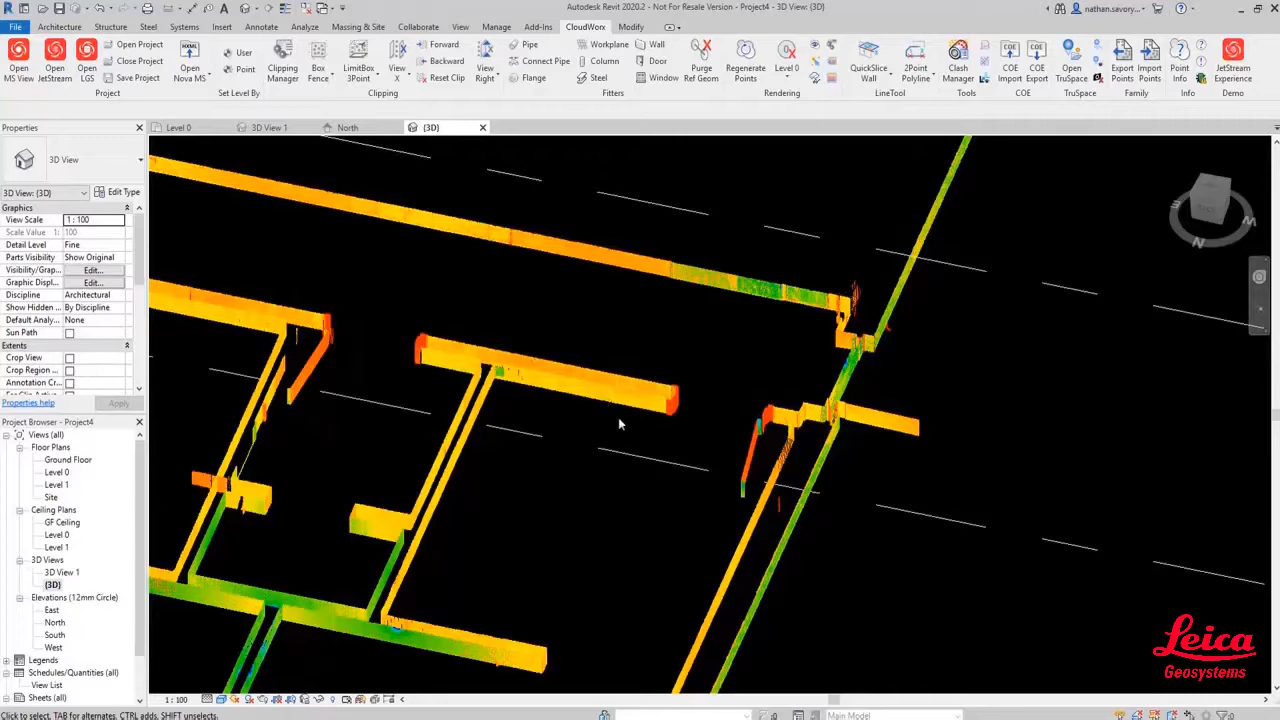 Autodesk Revit 2020.2 - Not For Resale Version - Project4 - 3D View: {3D}
nathan.savory...
File Architecture Structure Steel Systems Insert Annotate Analyze Massing & Site Collaborate View Manage Add-Ins CloudWorx Modify
Open MS View
Open JetStream
Open LGS
Open Project
Close Project
Save Project
Open Nova MS
User
Point
Clipping Manager
Box Fence
LimitBox 3Point
View X
Forward
Backward
Reset Clip
View Right
Pipe
Connect Pipe
Flange
Workplane
Column
Steel
Wall
Door
Window
Purge Ref Geom
Regenerate Points
Level 0
QuickSlice Wall
2Point Polyline
Clash Manager
COE Import
COE Export
Open TruSpace
Export Points
Import Points
Point Info
JetStream Experience
Project Set Level By Clipping Fitters Rendering LineTool Tools COE TruSpace Family Info Demo
Properties
Level 0 3D View 1 North {3D}
3D View
3D View: {3D} Edit Type
Graphics
View Scale 1 : 100
Scale Value 1: 100
Detail Level Fine
Parts Visibility Show Original
Visibility/Grap... Edit...
Graphic Displ... Edit...
Discipline Architectural
Show Hidden ... By Discipline
Default Analy... None
Sun Path
Extents
Crop View
Crop Region ...
Annotation Cr...
Properties help Apply
Project Browser - Project4
Views (all)
Floor Plans
Ground Floor
Level 0
Level 1
Site
Ceiling Plans
GF Ceiling
Level 0
Level 1
3D Views
3D View 1
{3D}
Elevations (12mm Circle)
East
North
South
West
Legends
Schedules/Quantities (all)
View List
Sheets (all)
1 : 100
Click to select, TAB for alternates, CTRL adds, SHIFT unselects.
:0
Main Model
:0
Leica
Geosystems